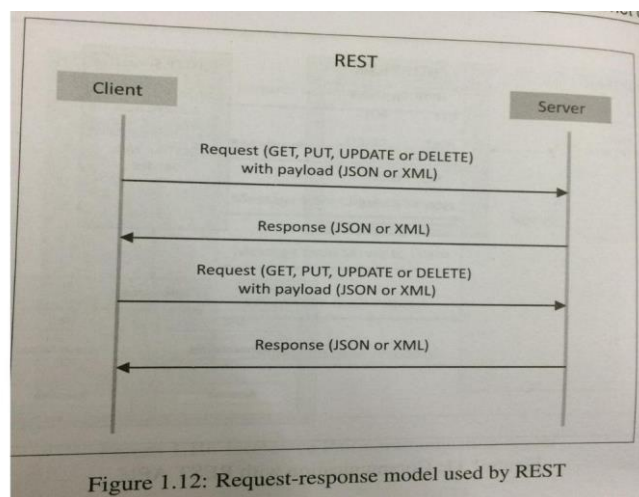 REST
Client
Server
Request (GET, PUT, UPDATE or DELETE)
with payload (JSON or XML)
Response (JSON or XML)
Request (GET, PUT, UPDATE or DELETE)
with payload (JSON or XML)
Response (JSON or XML)
Figure 1.12: Request-response model used by REST